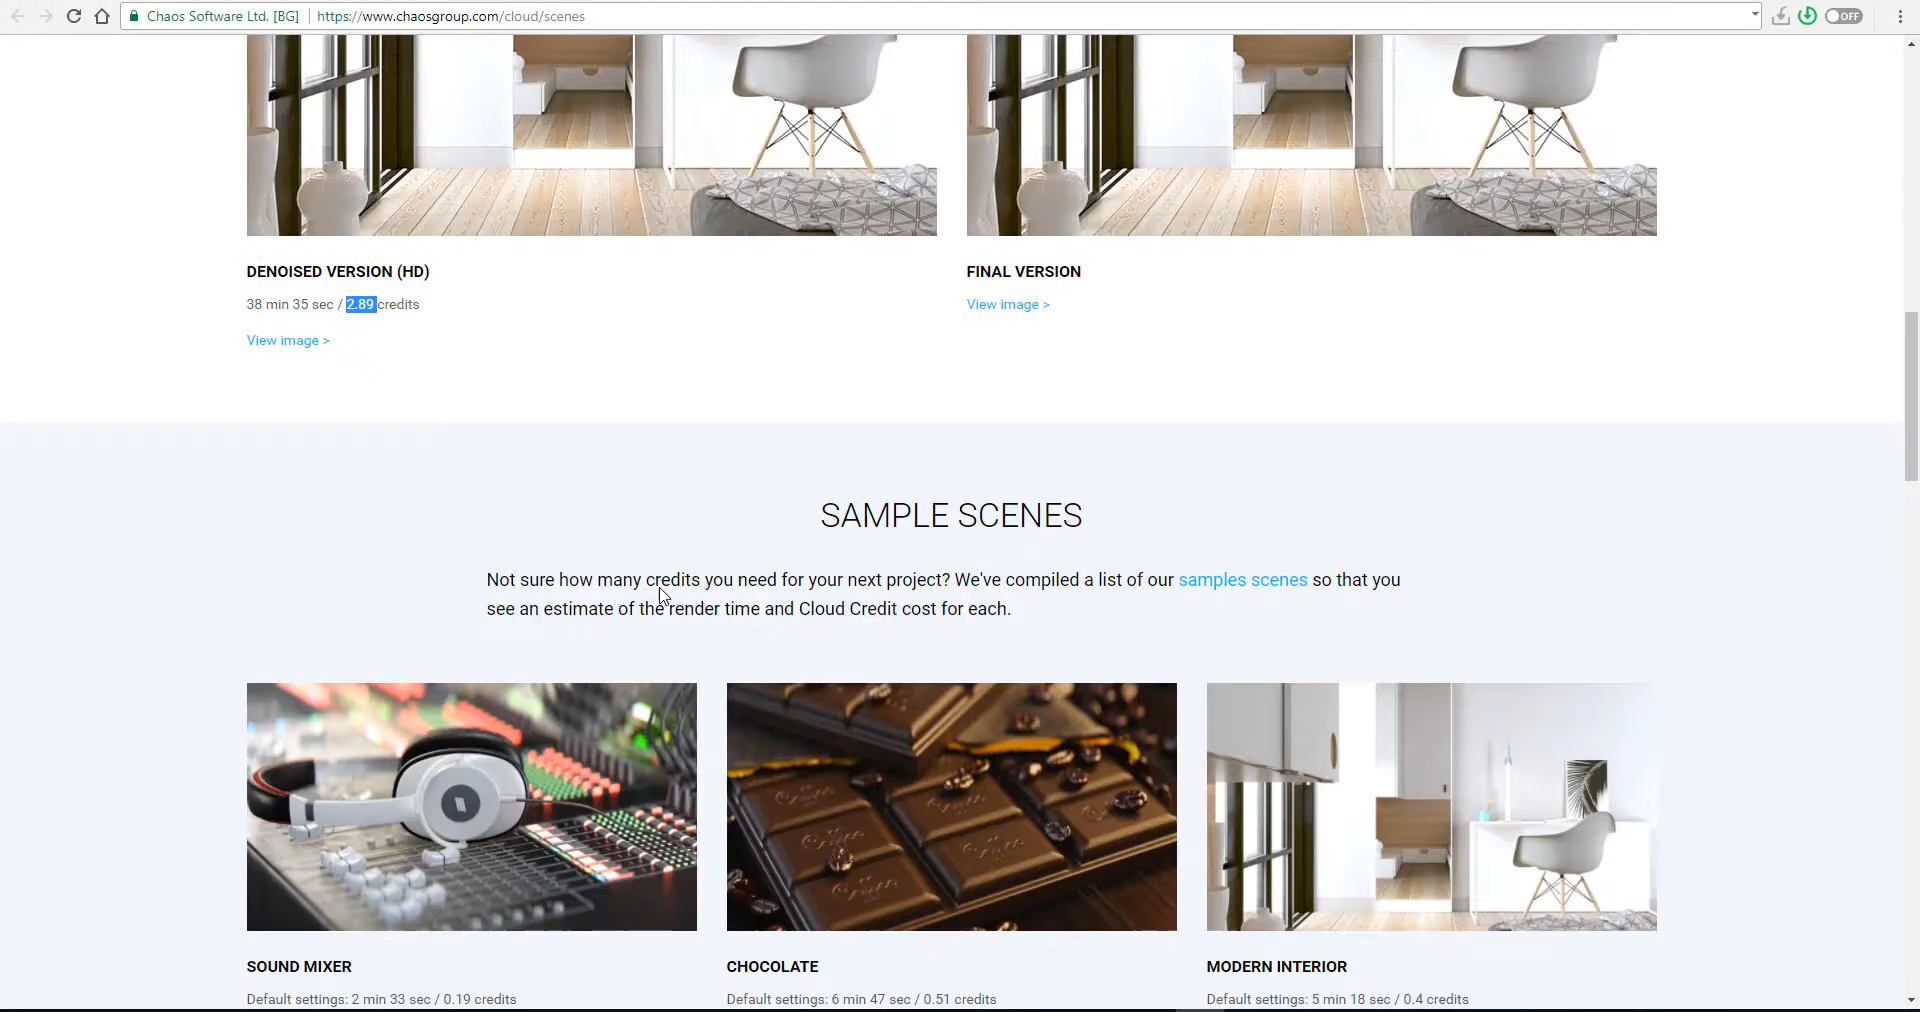 Chaos Software Ltd. [BG] https://www.chaosgroup.com/cloud/scenes OFF
DENOISED VERSION (HD)
38 min 35 sec / 2.89 credits
View image >
FINAL VERSION
View image >
SAMPLE SCENES
Not sure how many credits you need for your next project? We've compiled a list of our samples scenes so that you
see an estimate of the render time and Cloud Credit cost for each.
SOUND MIXER
Default settings: 2 min 33 sec / 0.19 credits
CHOCOLATE
Default settings: 6 min 47 sec / 0.51 credits
MODERN INTERIOR
Default settings: 5 min 18 sec / 0.4 credits